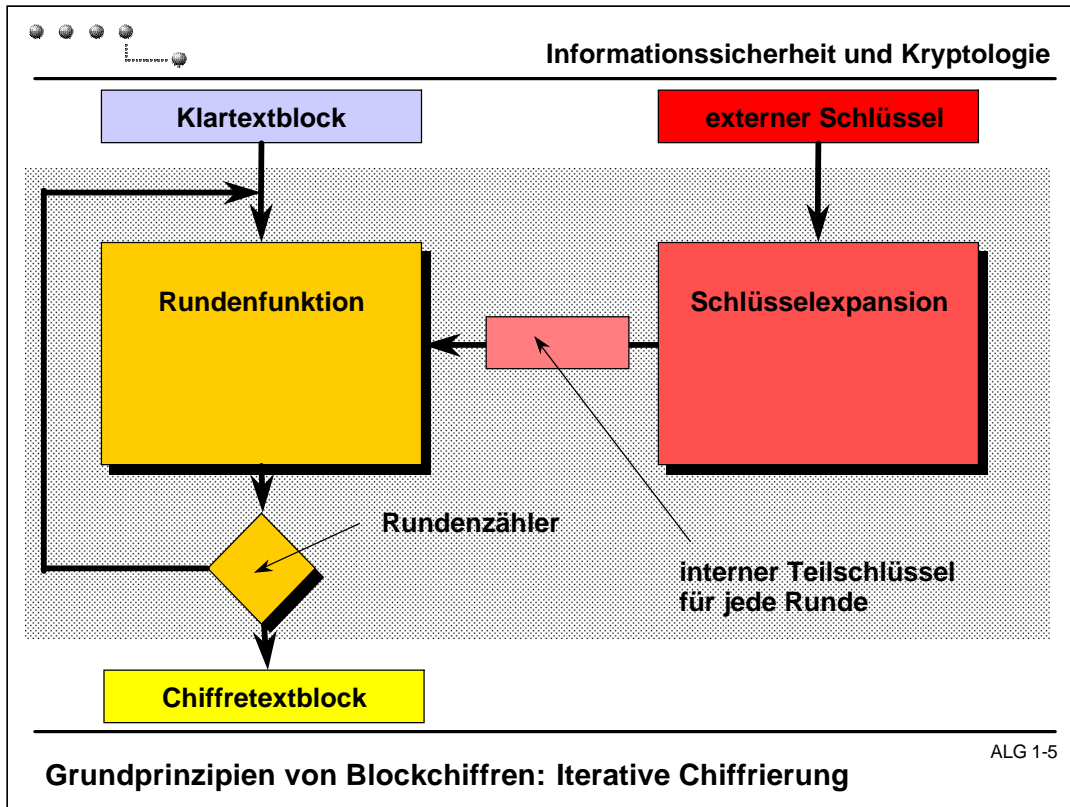 Informationssicherheit und Kryptologie
Klartextblock
externer Schlüssel
Rundenfunktion
Schlüsselexpansion
Rundenzähler
interner Teilschlüssel
für jede Runde
Chiffretextblock
ALG 1-5
Grundprinzipien von Blockchiffren: Iterative Chiffrierung